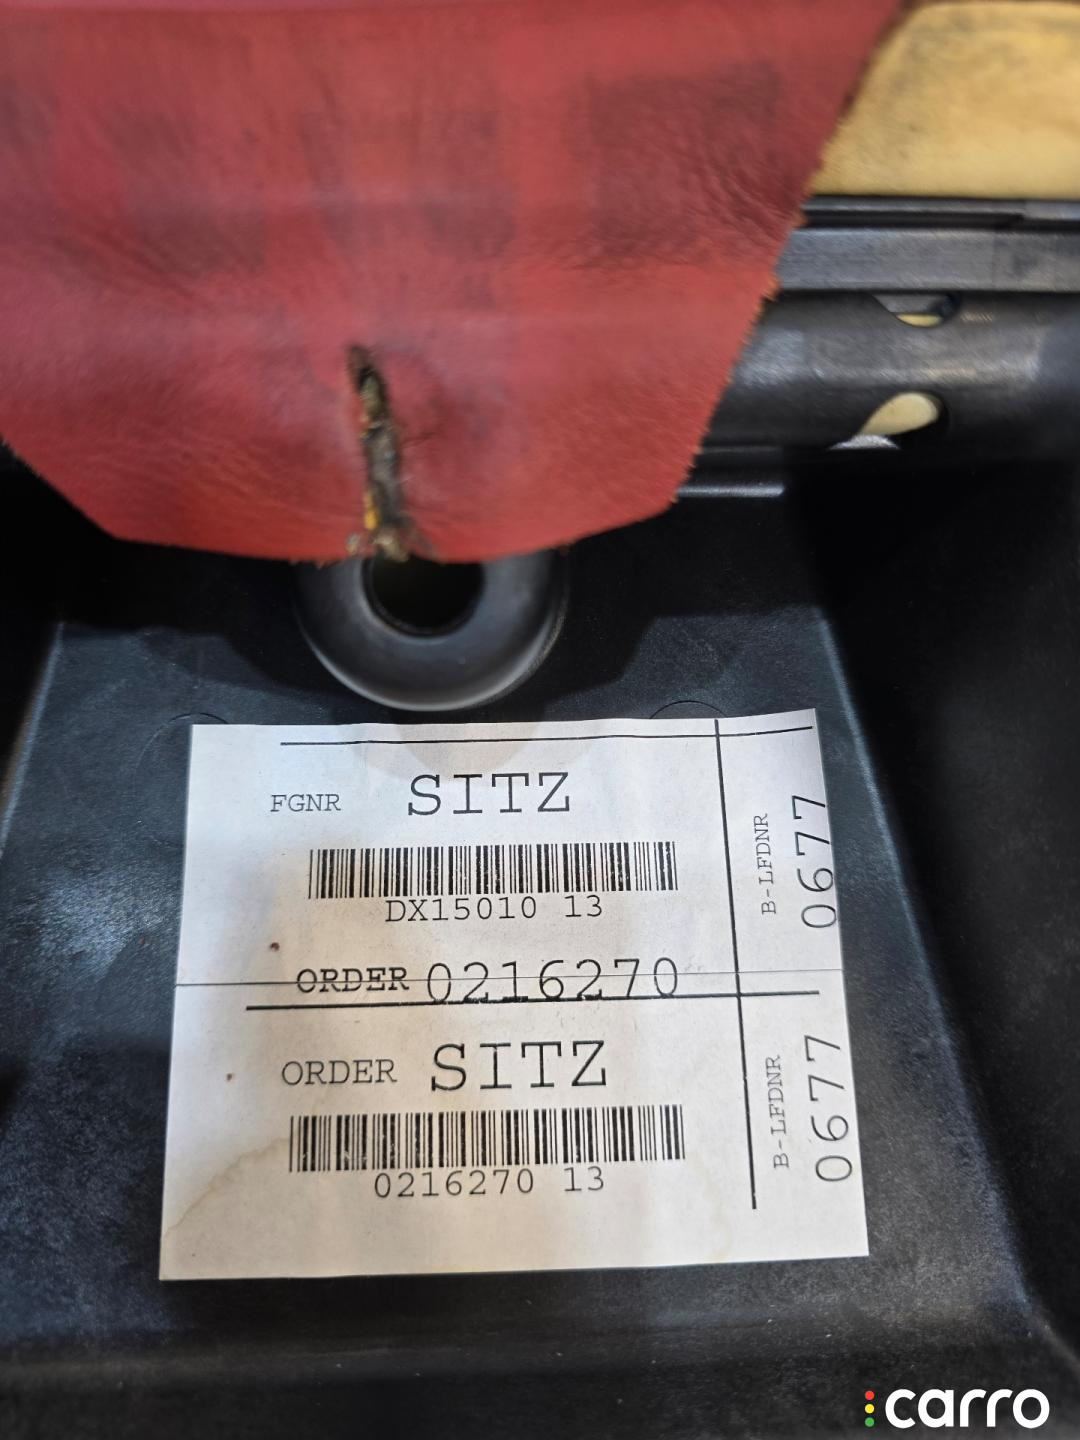 FGNR SITZ
DX15010 13
ORDER 0216270
B-LFDNR 0677
ORDER SITZ
0216270 13
B-LFDNR 0677
carro